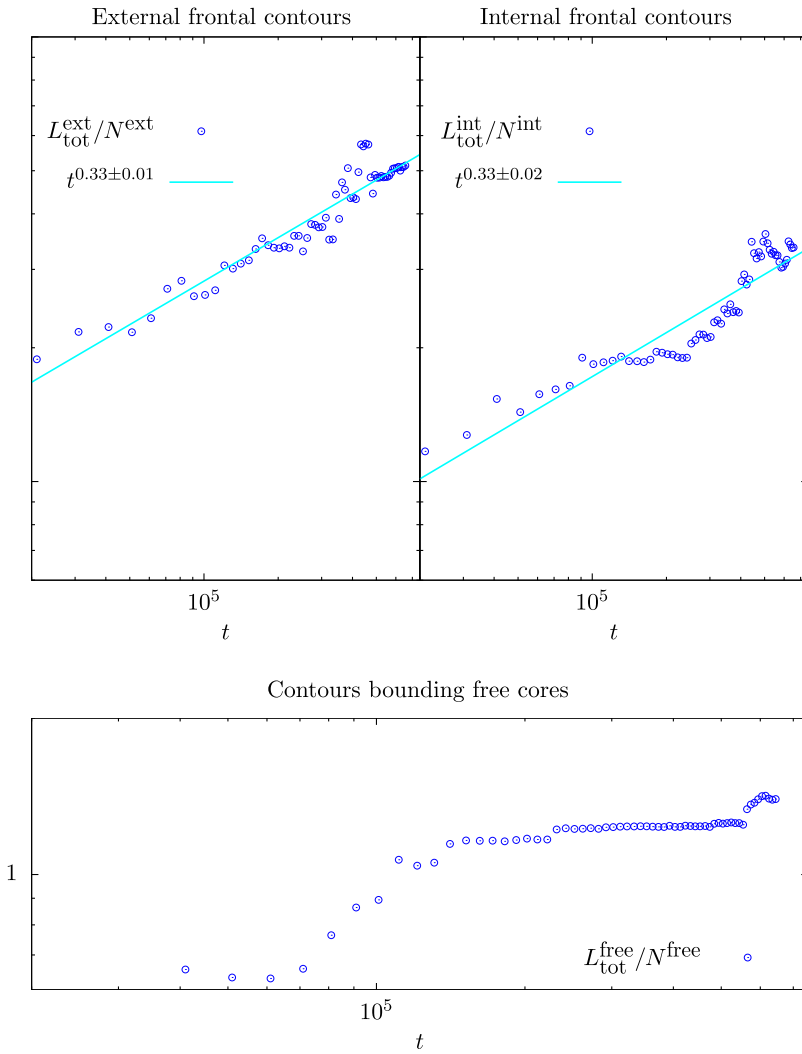 External frontal contours
Internal frontal contours
L_tot^ext/N^ext
t^0.33±0.01
L_tot^int/N^int
t^0.33±0.02
10^5
10^5
t
t
Contours bounding free cores
1
L_tot^free/N^free
10^5
t